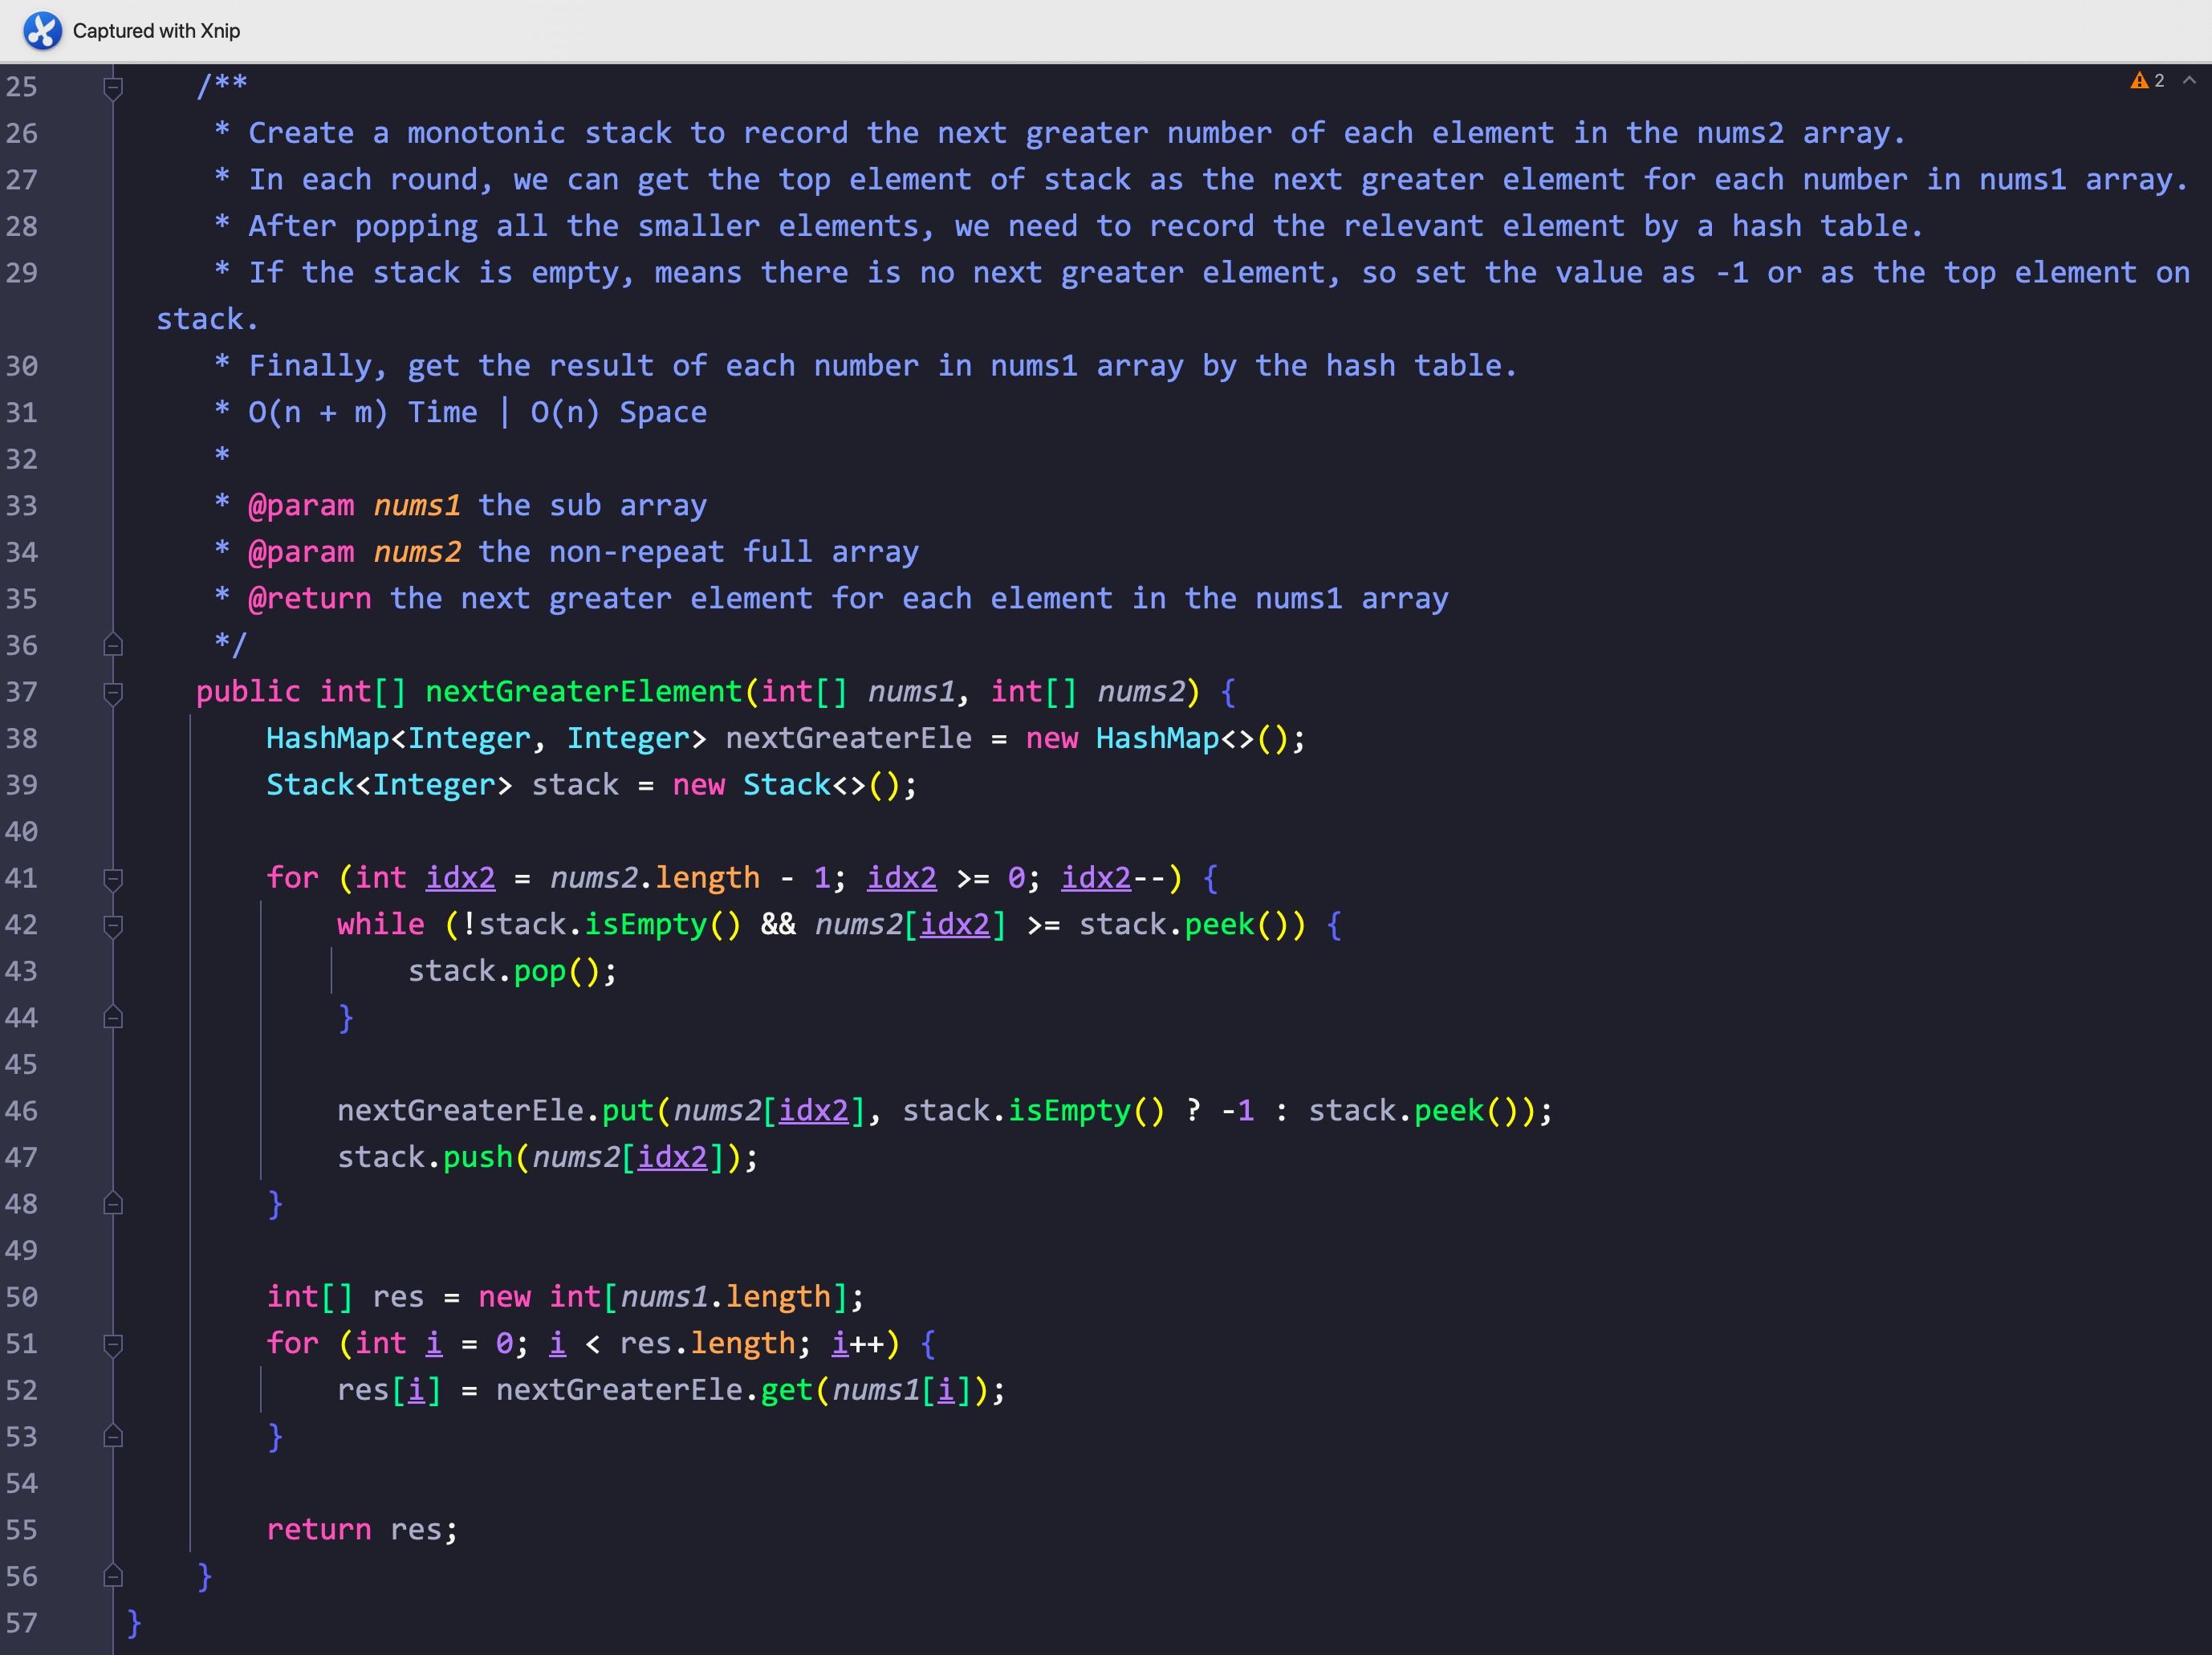 Captured with Xnip
2
25 /**
26 * Create a monotonic stack to record the next greater number of each element in the nums2 array.
27 * In each round, we can get the top element of stack as the next greater element for each number in nums1 array.
28 * After popping all the smaller elements, we need to record the relevant element by a hash table.
29 * If the stack is empty, means there is no next greater element, so set the value as -1 or as the top element on
stack.
30 * Finally, get the result of each number in nums1 array by the hash table.
31 * O(n + m) Time | O(n) Space
32 *
33 * @param nums1 the sub array
34 * @param nums2 the non-repeat full array
35 * @return the next greater element for each element in the nums1 array
36 */
37 public int[] nextGreaterElement(int[] nums1, int[] nums2) {
38 HashMap<Integer, Integer> nextGreaterEle = new HashMap<>();
39 Stack<Integer> stack = new Stack<>();
40
41 for (int idx2 = nums2.length - 1; idx2 >= 0; idx2--) {
42 while (!stack.isEmpty() && nums2[idx2] >= stack.peek()) {
43 stack.pop();
44 }
45
46 nextGreaterEle.put(nums2[idx2], stack.isEmpty() ? -1 : stack.peek());
47 stack.push(nums2[idx2]);
48 }
49
50 int[] res = new int[nums1.length];
51 for (int i = 0; i < res.length; i++) {
52 res[i] = nextGreaterEle.get(nums1[i]);
53 }
54
55 return res;
56 }
57 }